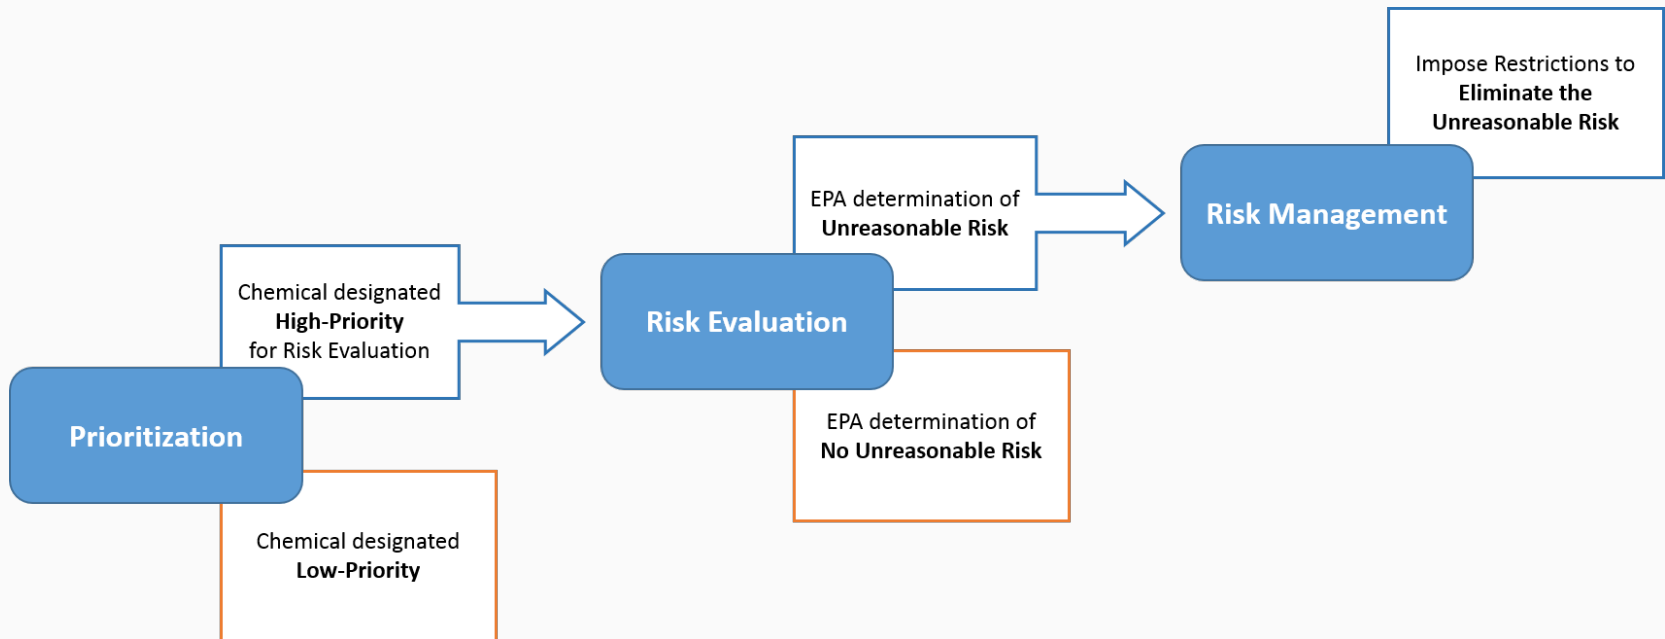 Chemical designated
High-Priority
for Risk Evaluation
Prioritization
Chemical designated
Low-Priority
EPA determination of
Unreasonable Risk
Risk Evaluation
EPA determination of
No Unreasonable Risk
Impose Restrictions to
Eliminate the
Unreasonable Risk
Risk Management